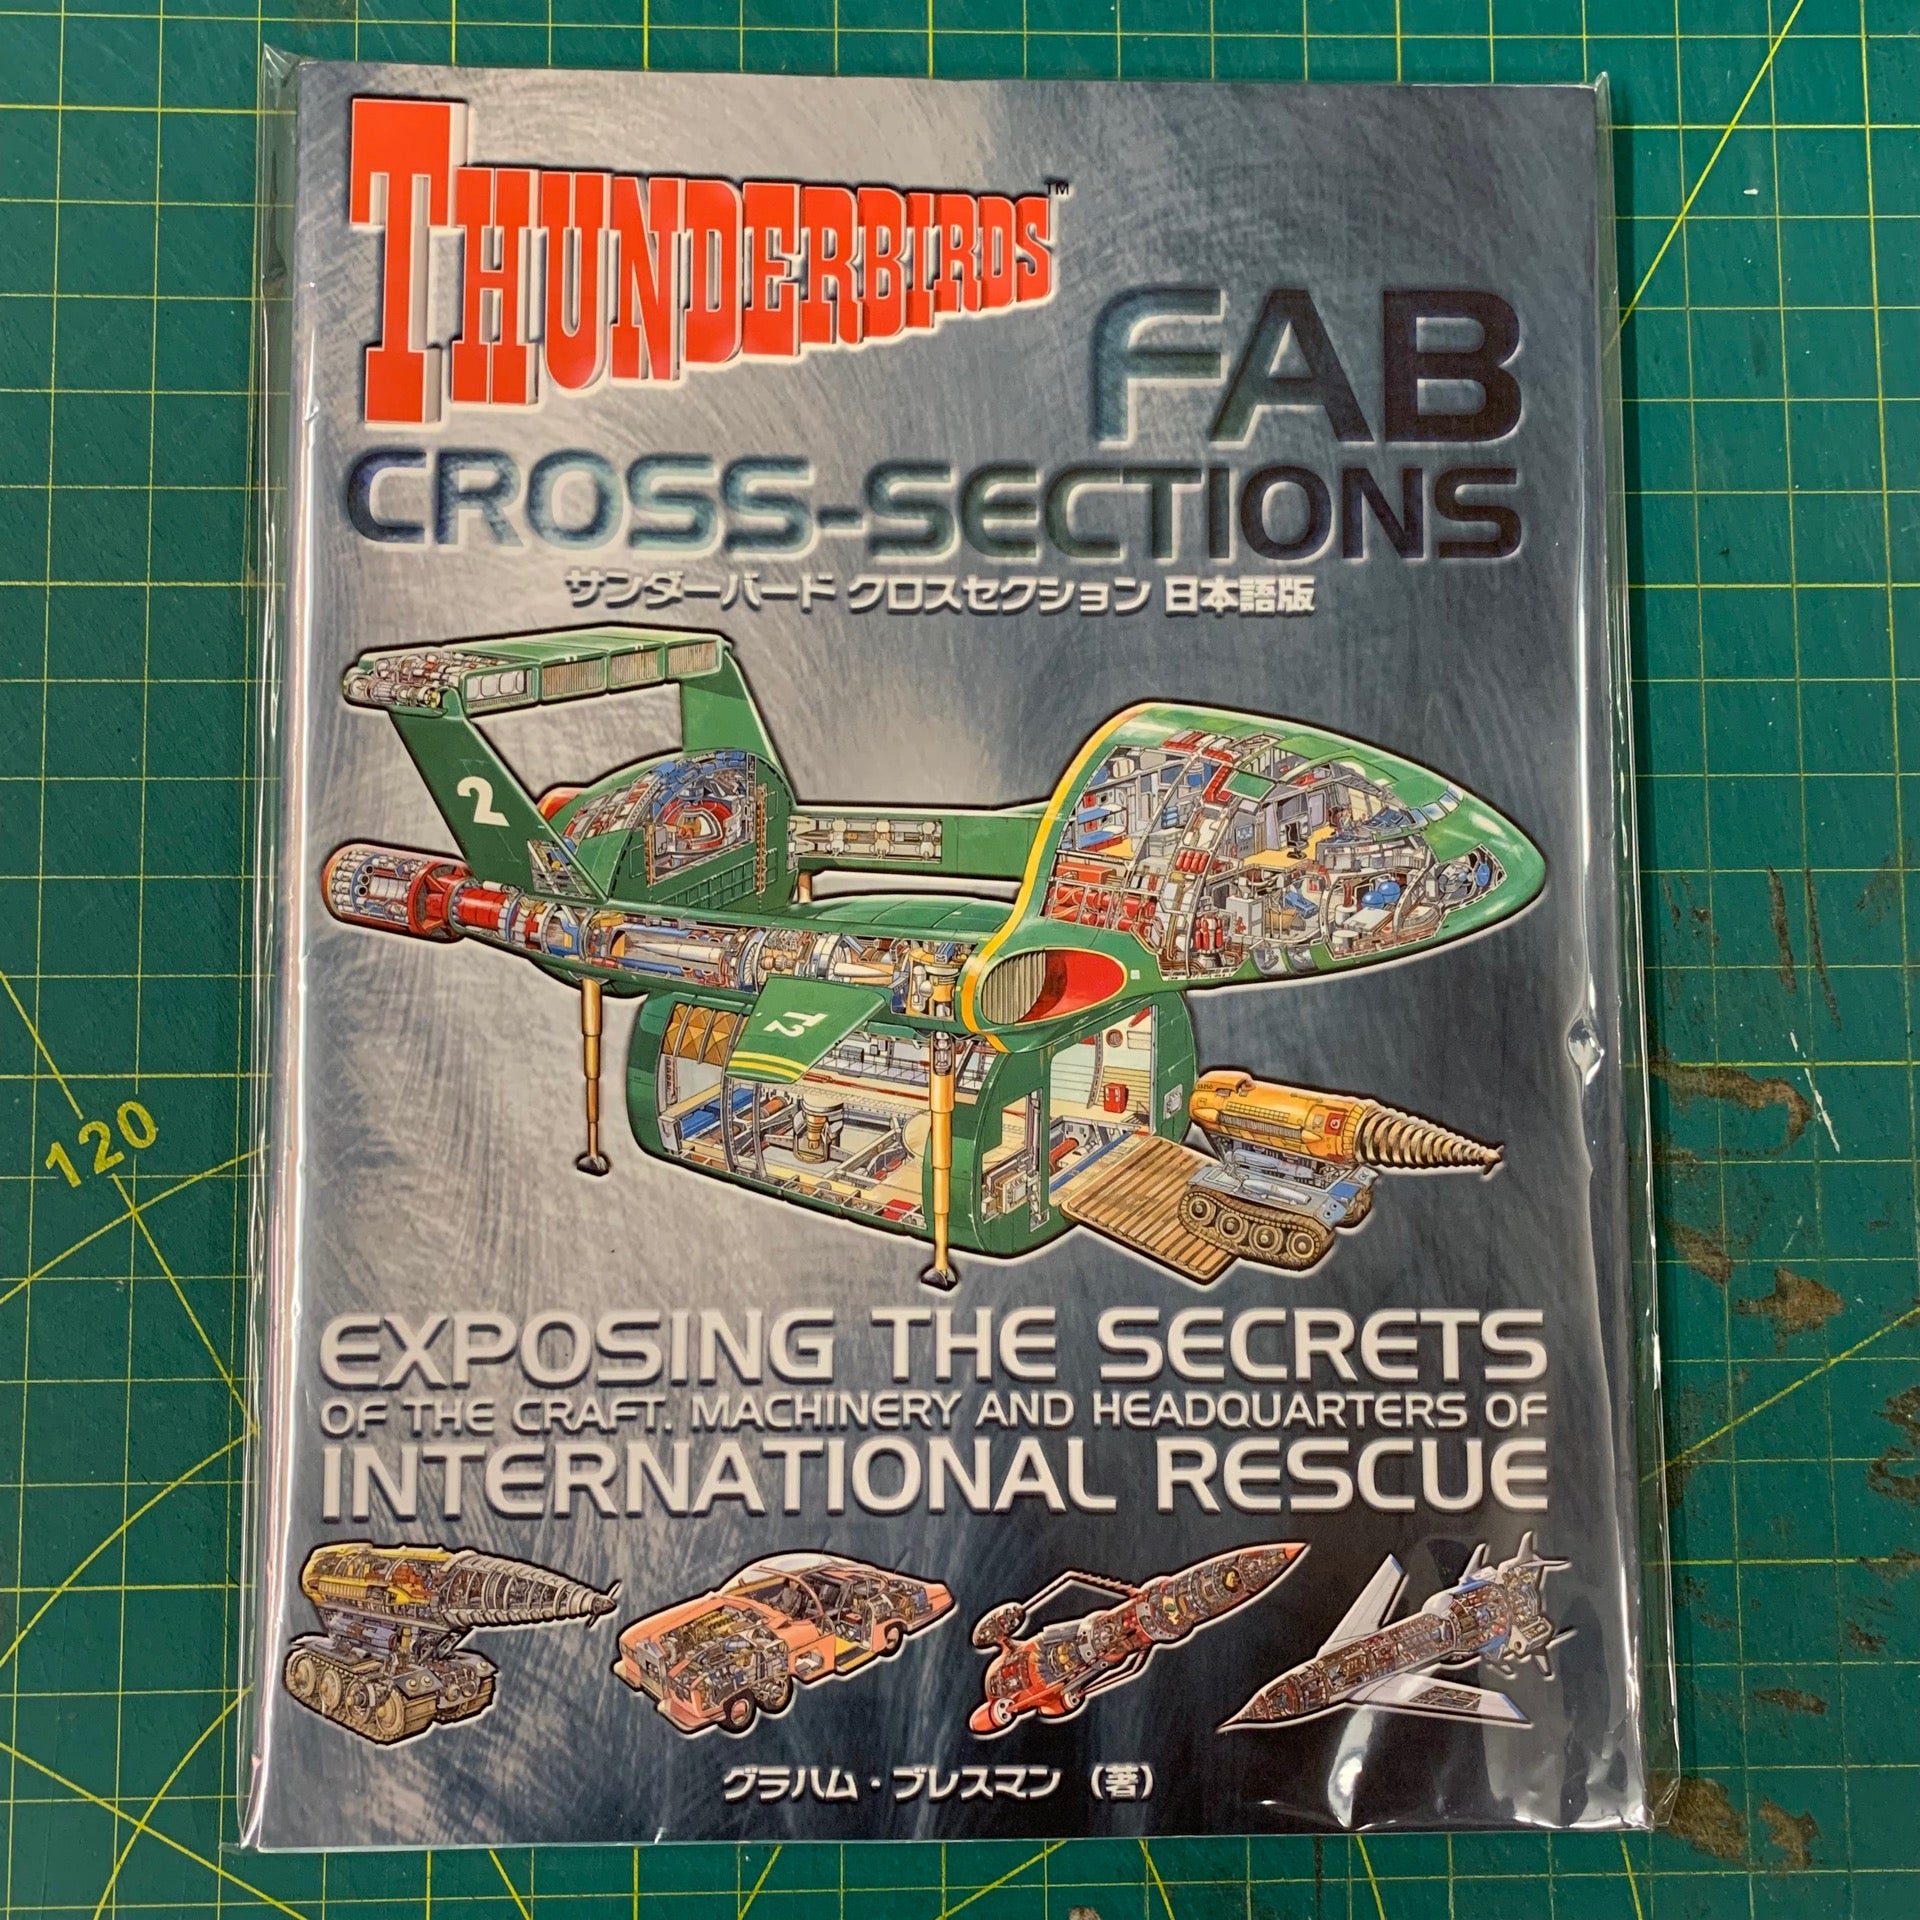 THUNDERBIRDS™
FAB
CROSS-SECTIONS
サンダーバード クロスセクション 日本語版
2
T2
EXPOSING THE SECRETS
OF THE CRAFT, MACHINERY AND HEADQUARTERS OF
INTERNATIONAL RESCUE
グラハム・ブレスマン (著)
120